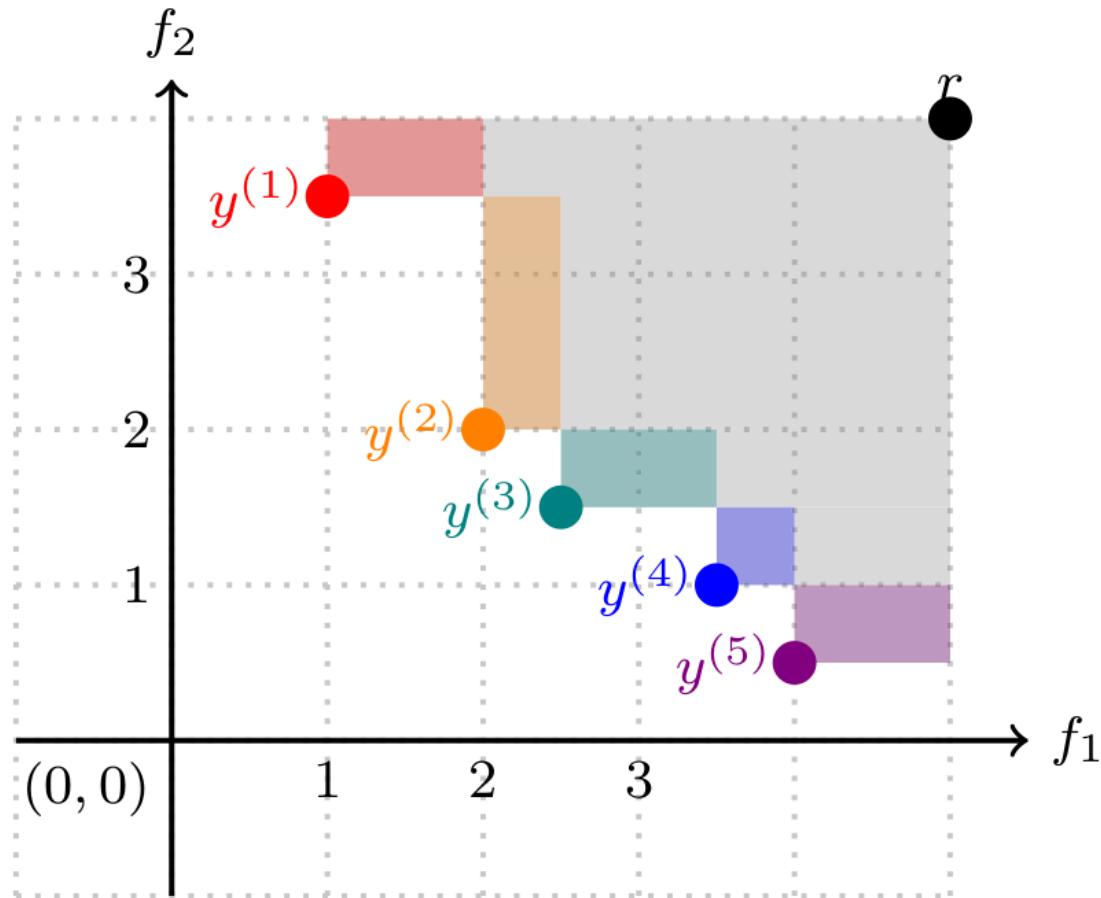 f₂
r
y⁽¹⁾
3
y⁽²⁾
2
y⁽³⁾
y⁽⁴⁾
1
y⁽⁵⁾
f₁
(0, 0)
1 2 3